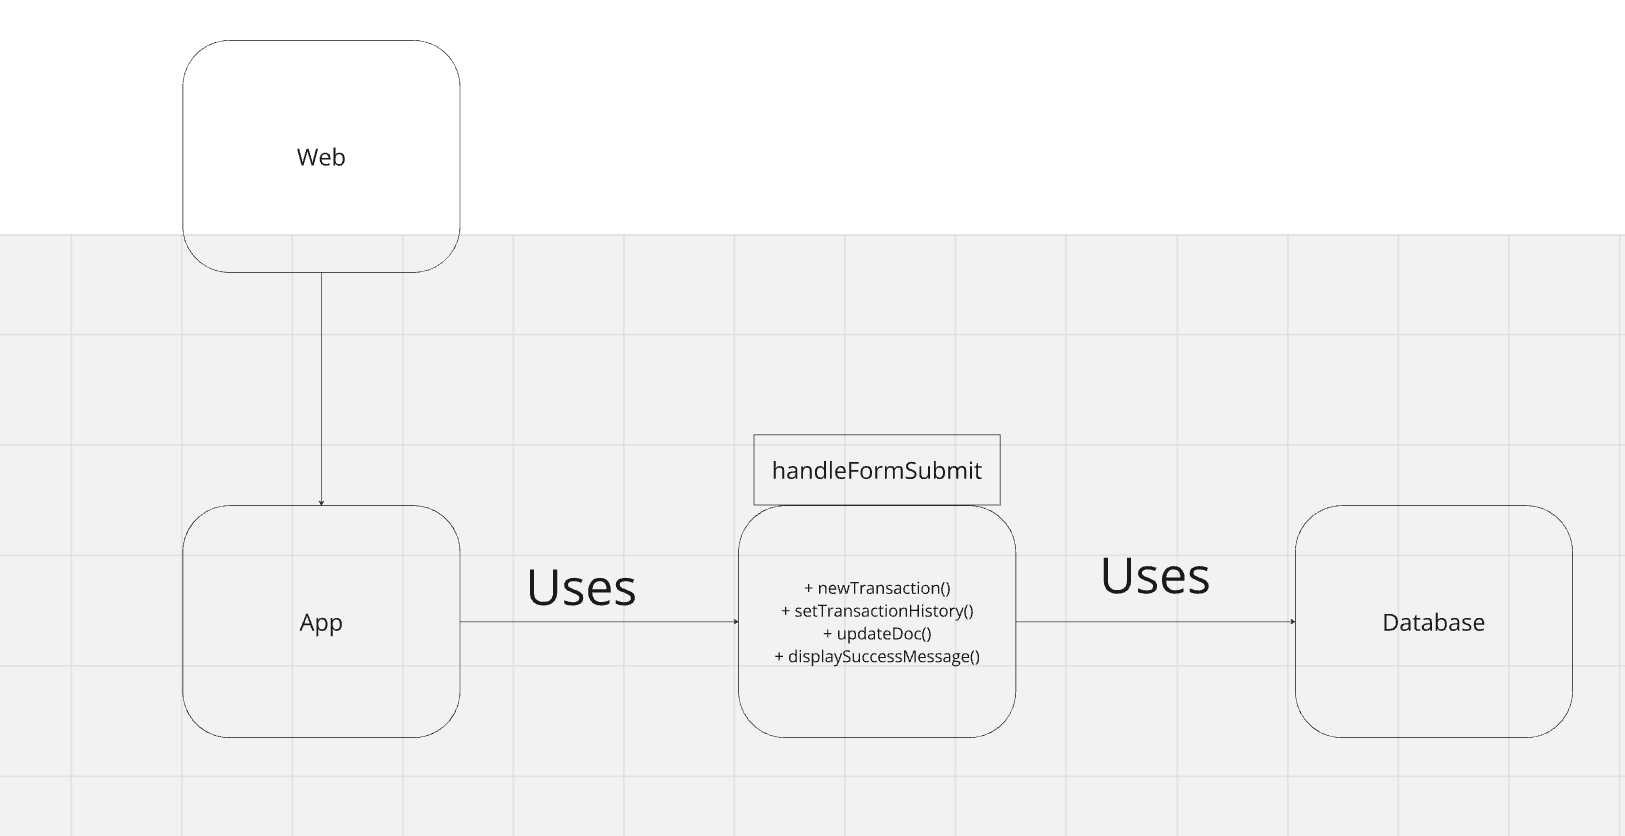 Web
handleFormSubmit
App
Uses
+ newTransaction()
+ setTransactionHistory()
+ updateDoc()
+ displaySuccessMessage()
Uses
Database